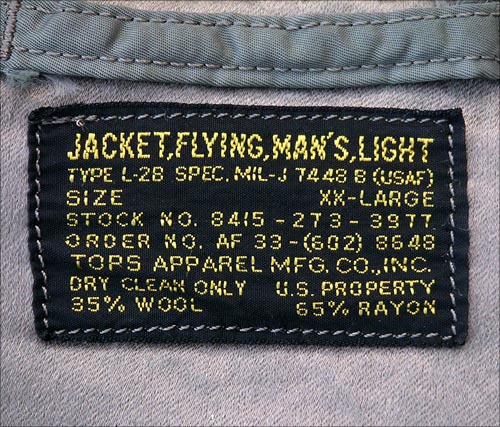 JACKET,FLYING,MAN'S,LIGHT
TYPE L-2B SPEC. MIL-J 7448 B (USAF)
SIZE XX-LARGE
STOCK NO. 8415-273-3977
ORDER NO. AF 33-(602) 8648
TOPS APPAREL MFG. CO., INC.
DRY CLEAN ONLY U.S. PROPERTY
35% WOOL 65% RAYON